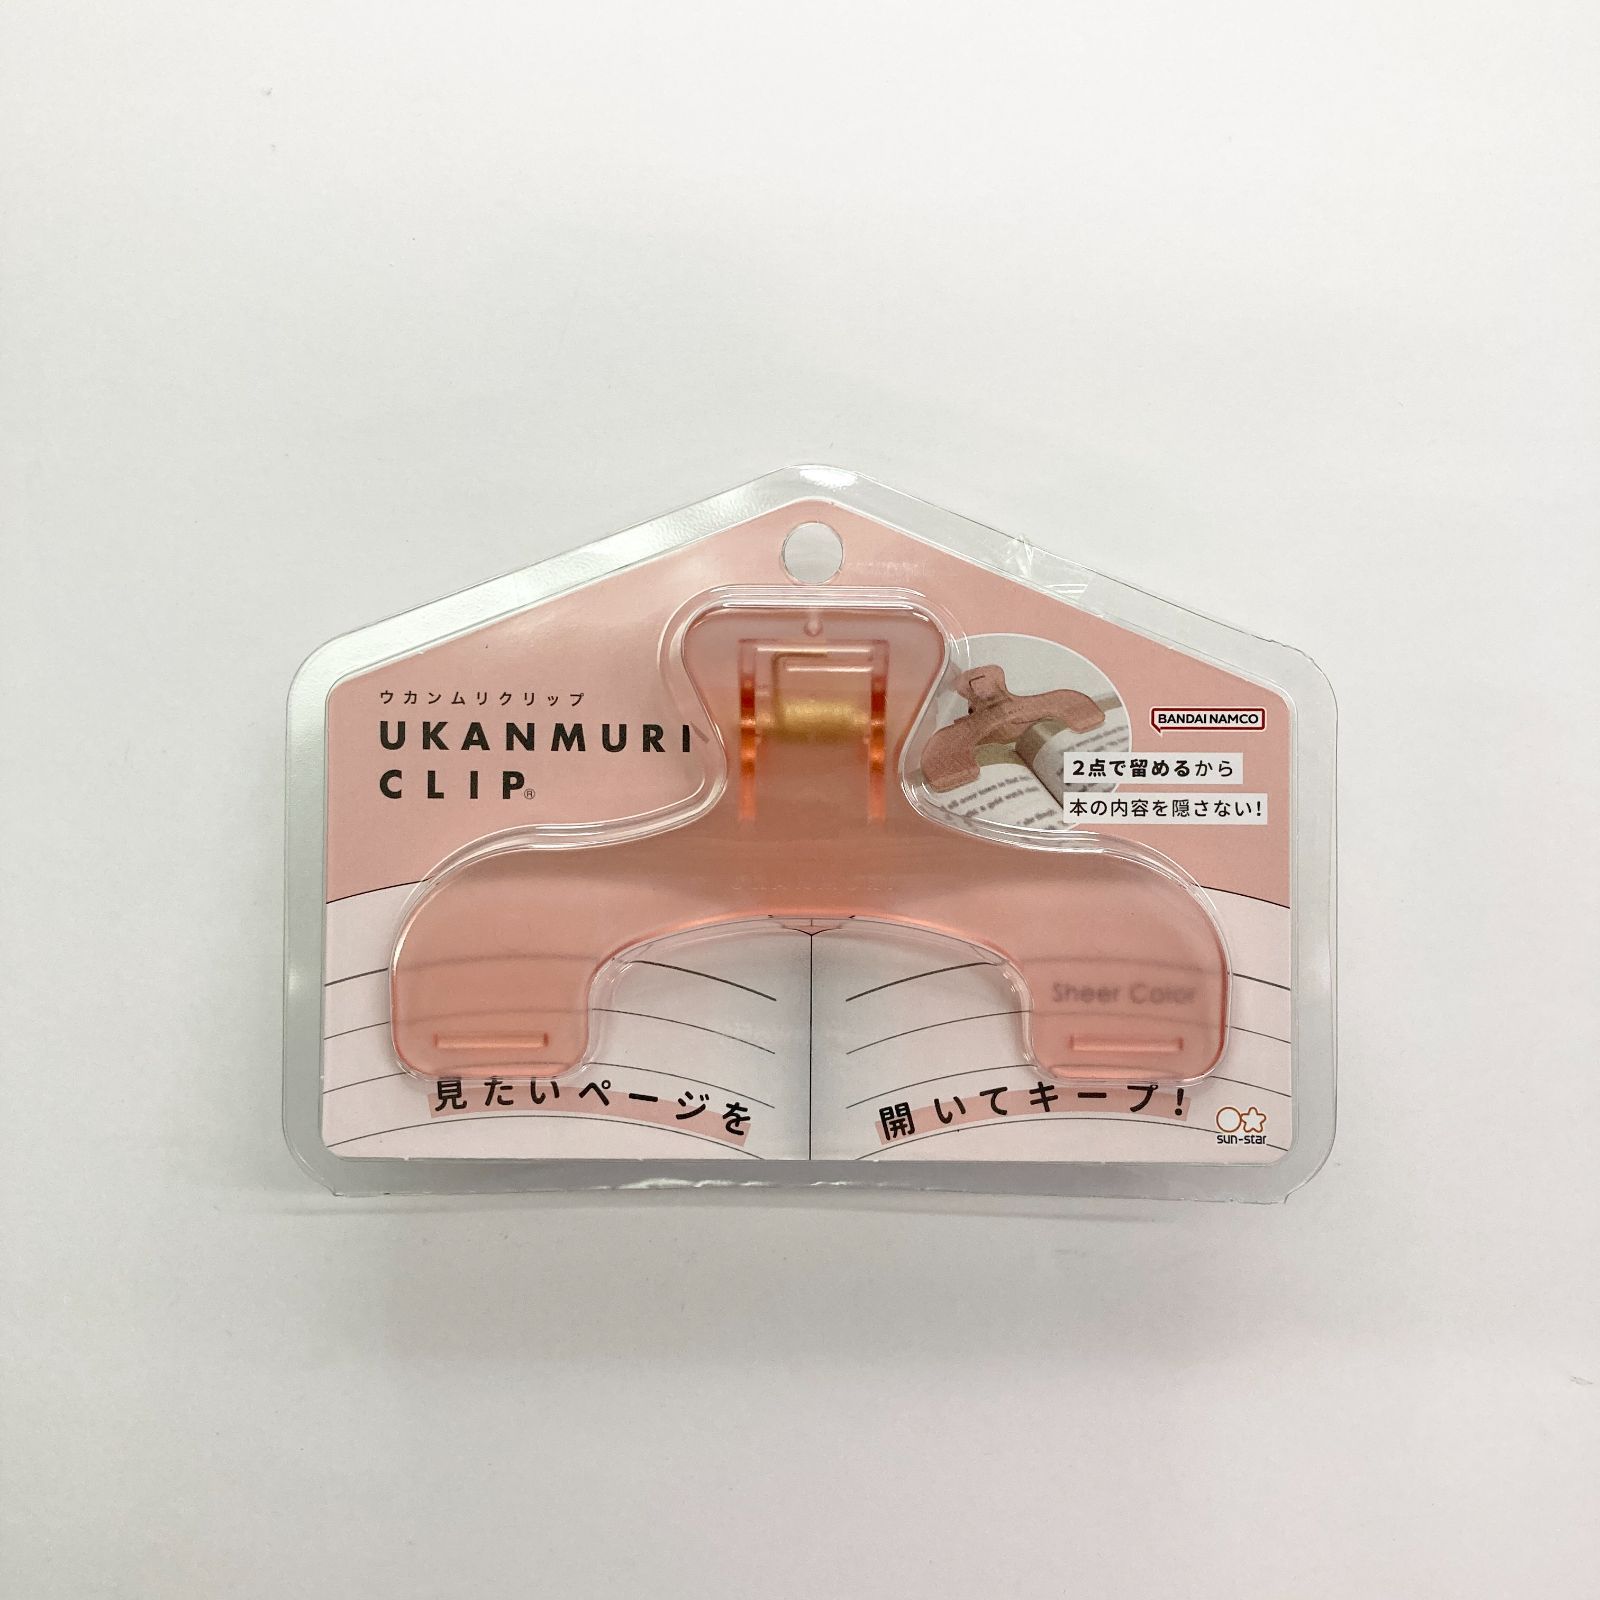 ウカンムリクリップ
UKANMURI
CLIP®
BANDAI NAMCO
2点で留めるから
本の内容を隠さない!
UKANMURI
Sheer Color
見たいページを
開いてキープ!
sun-star